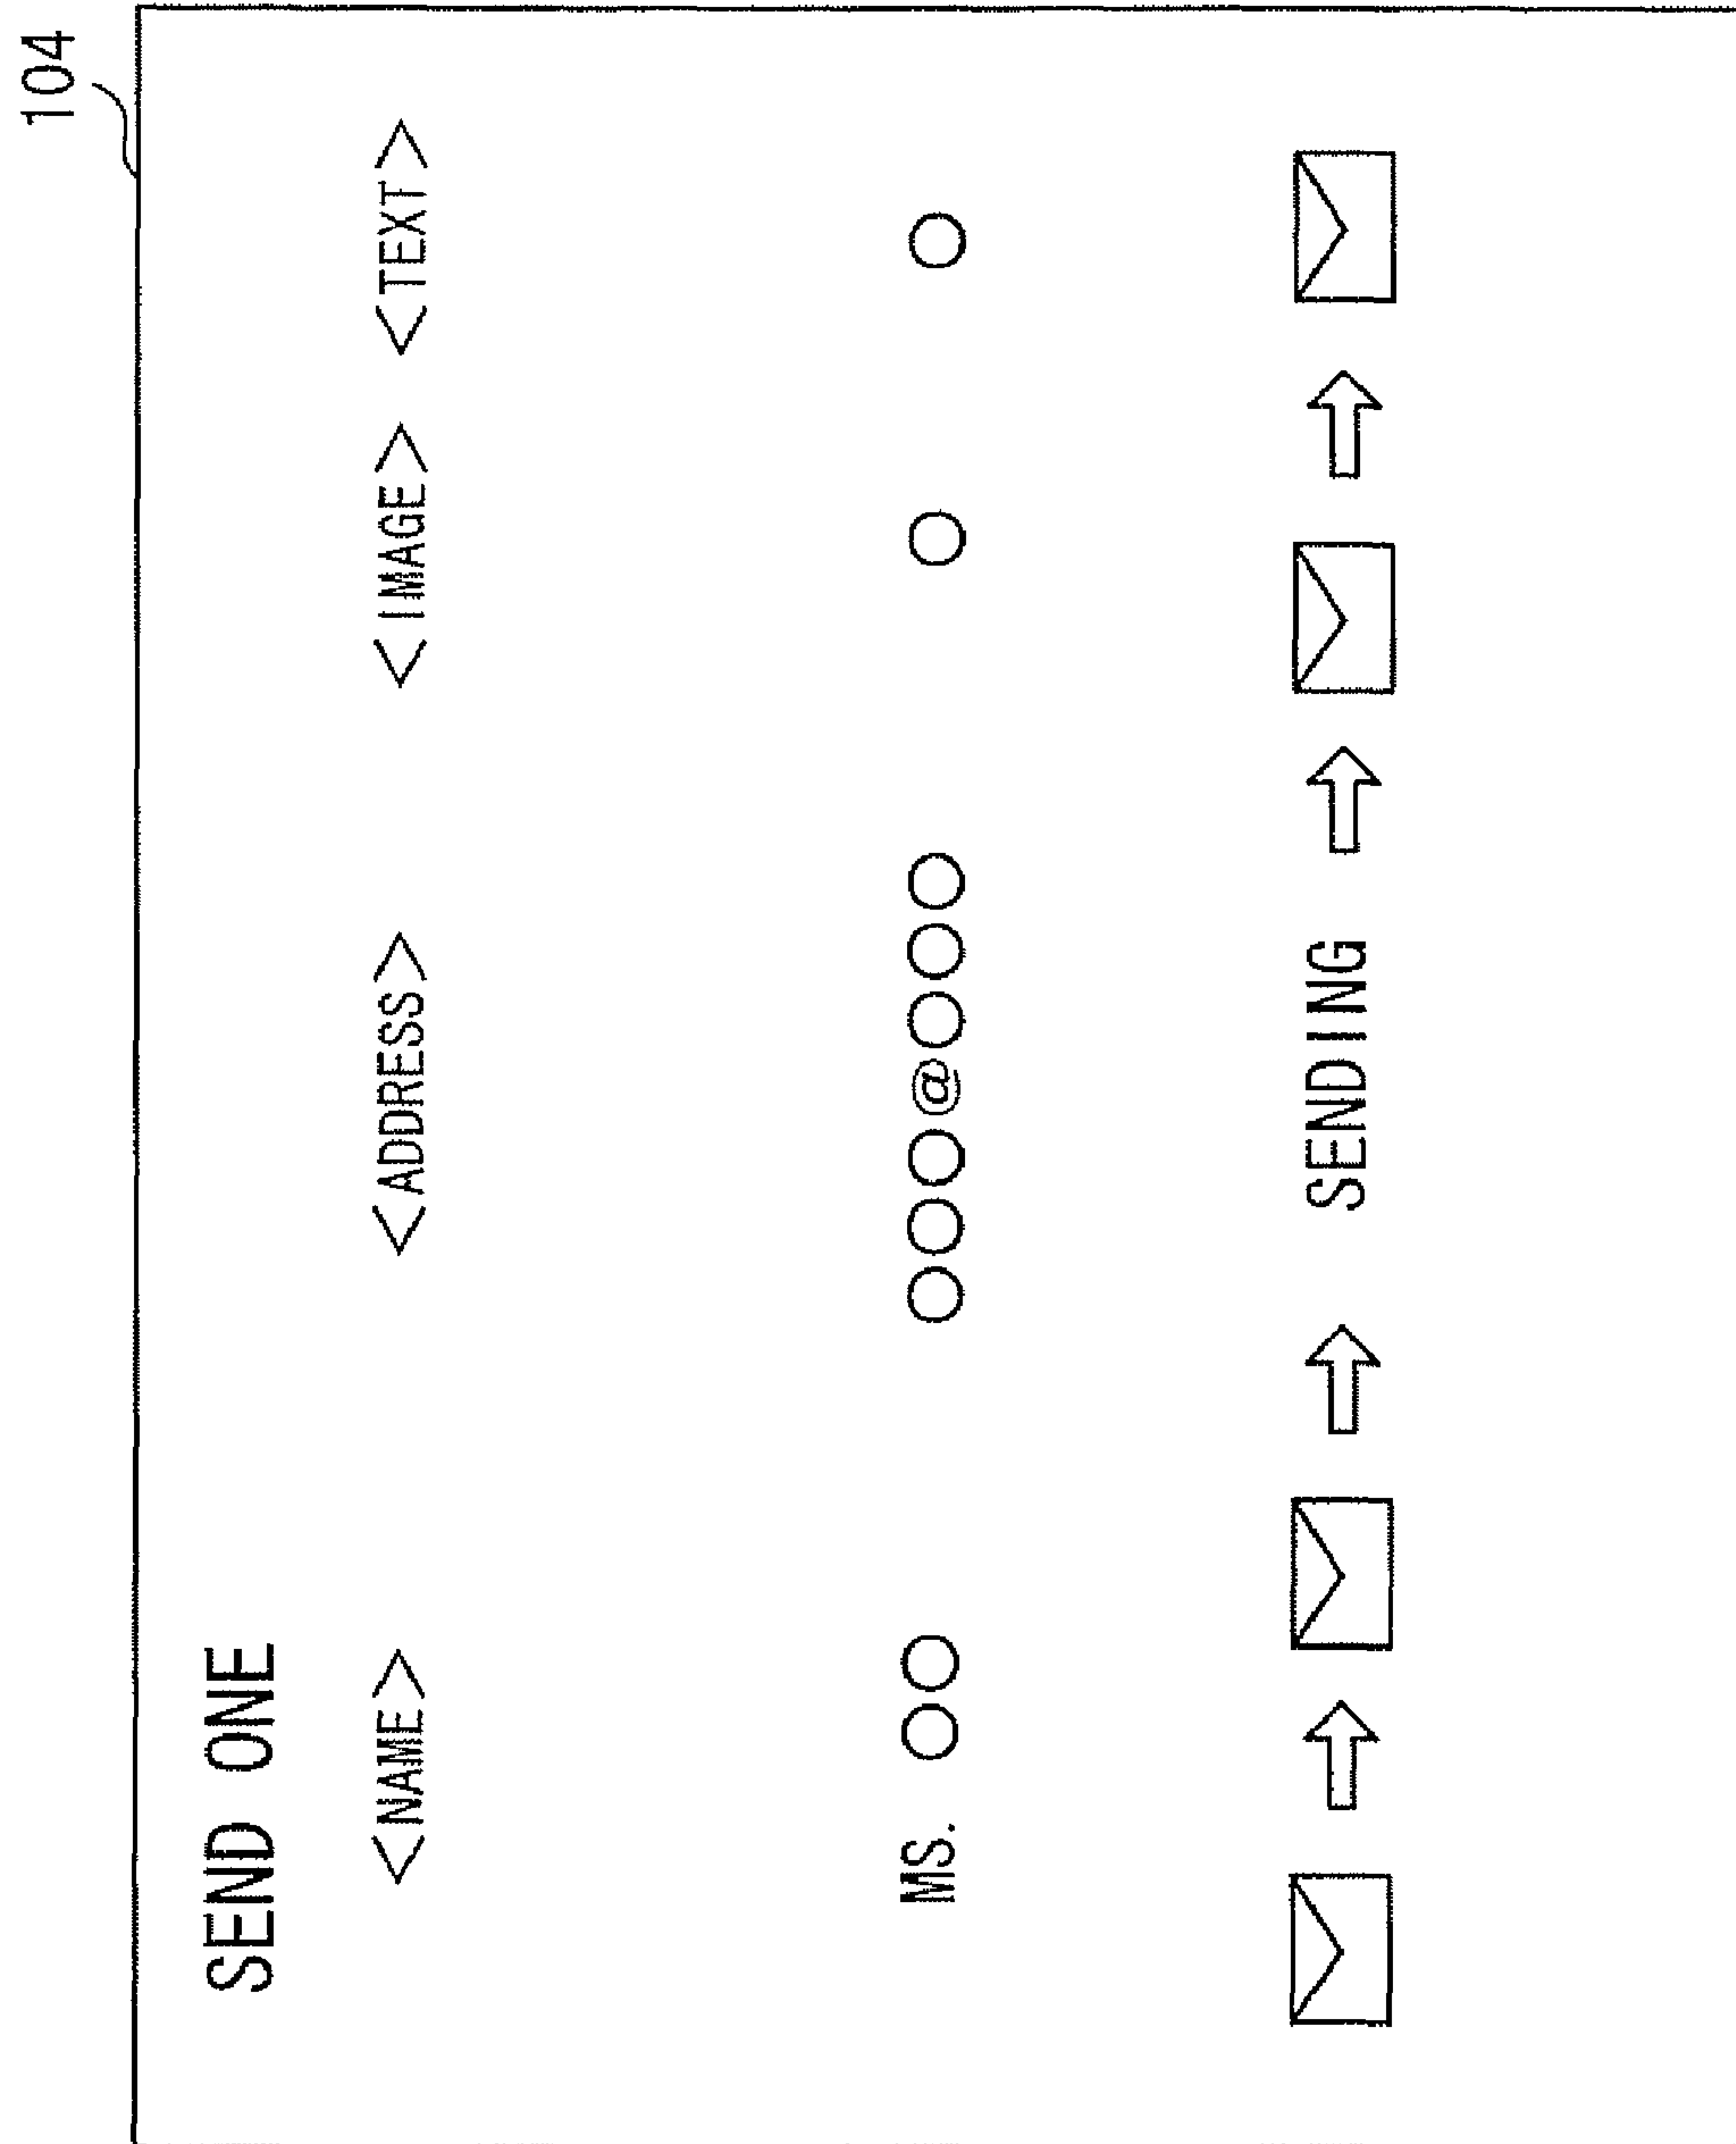 104
SEND ONE
<NAME> <ADDRESS> <IMAGE> <TEXT>
MS. ○○ ○○○@○○○○ ○ ○
SENDING